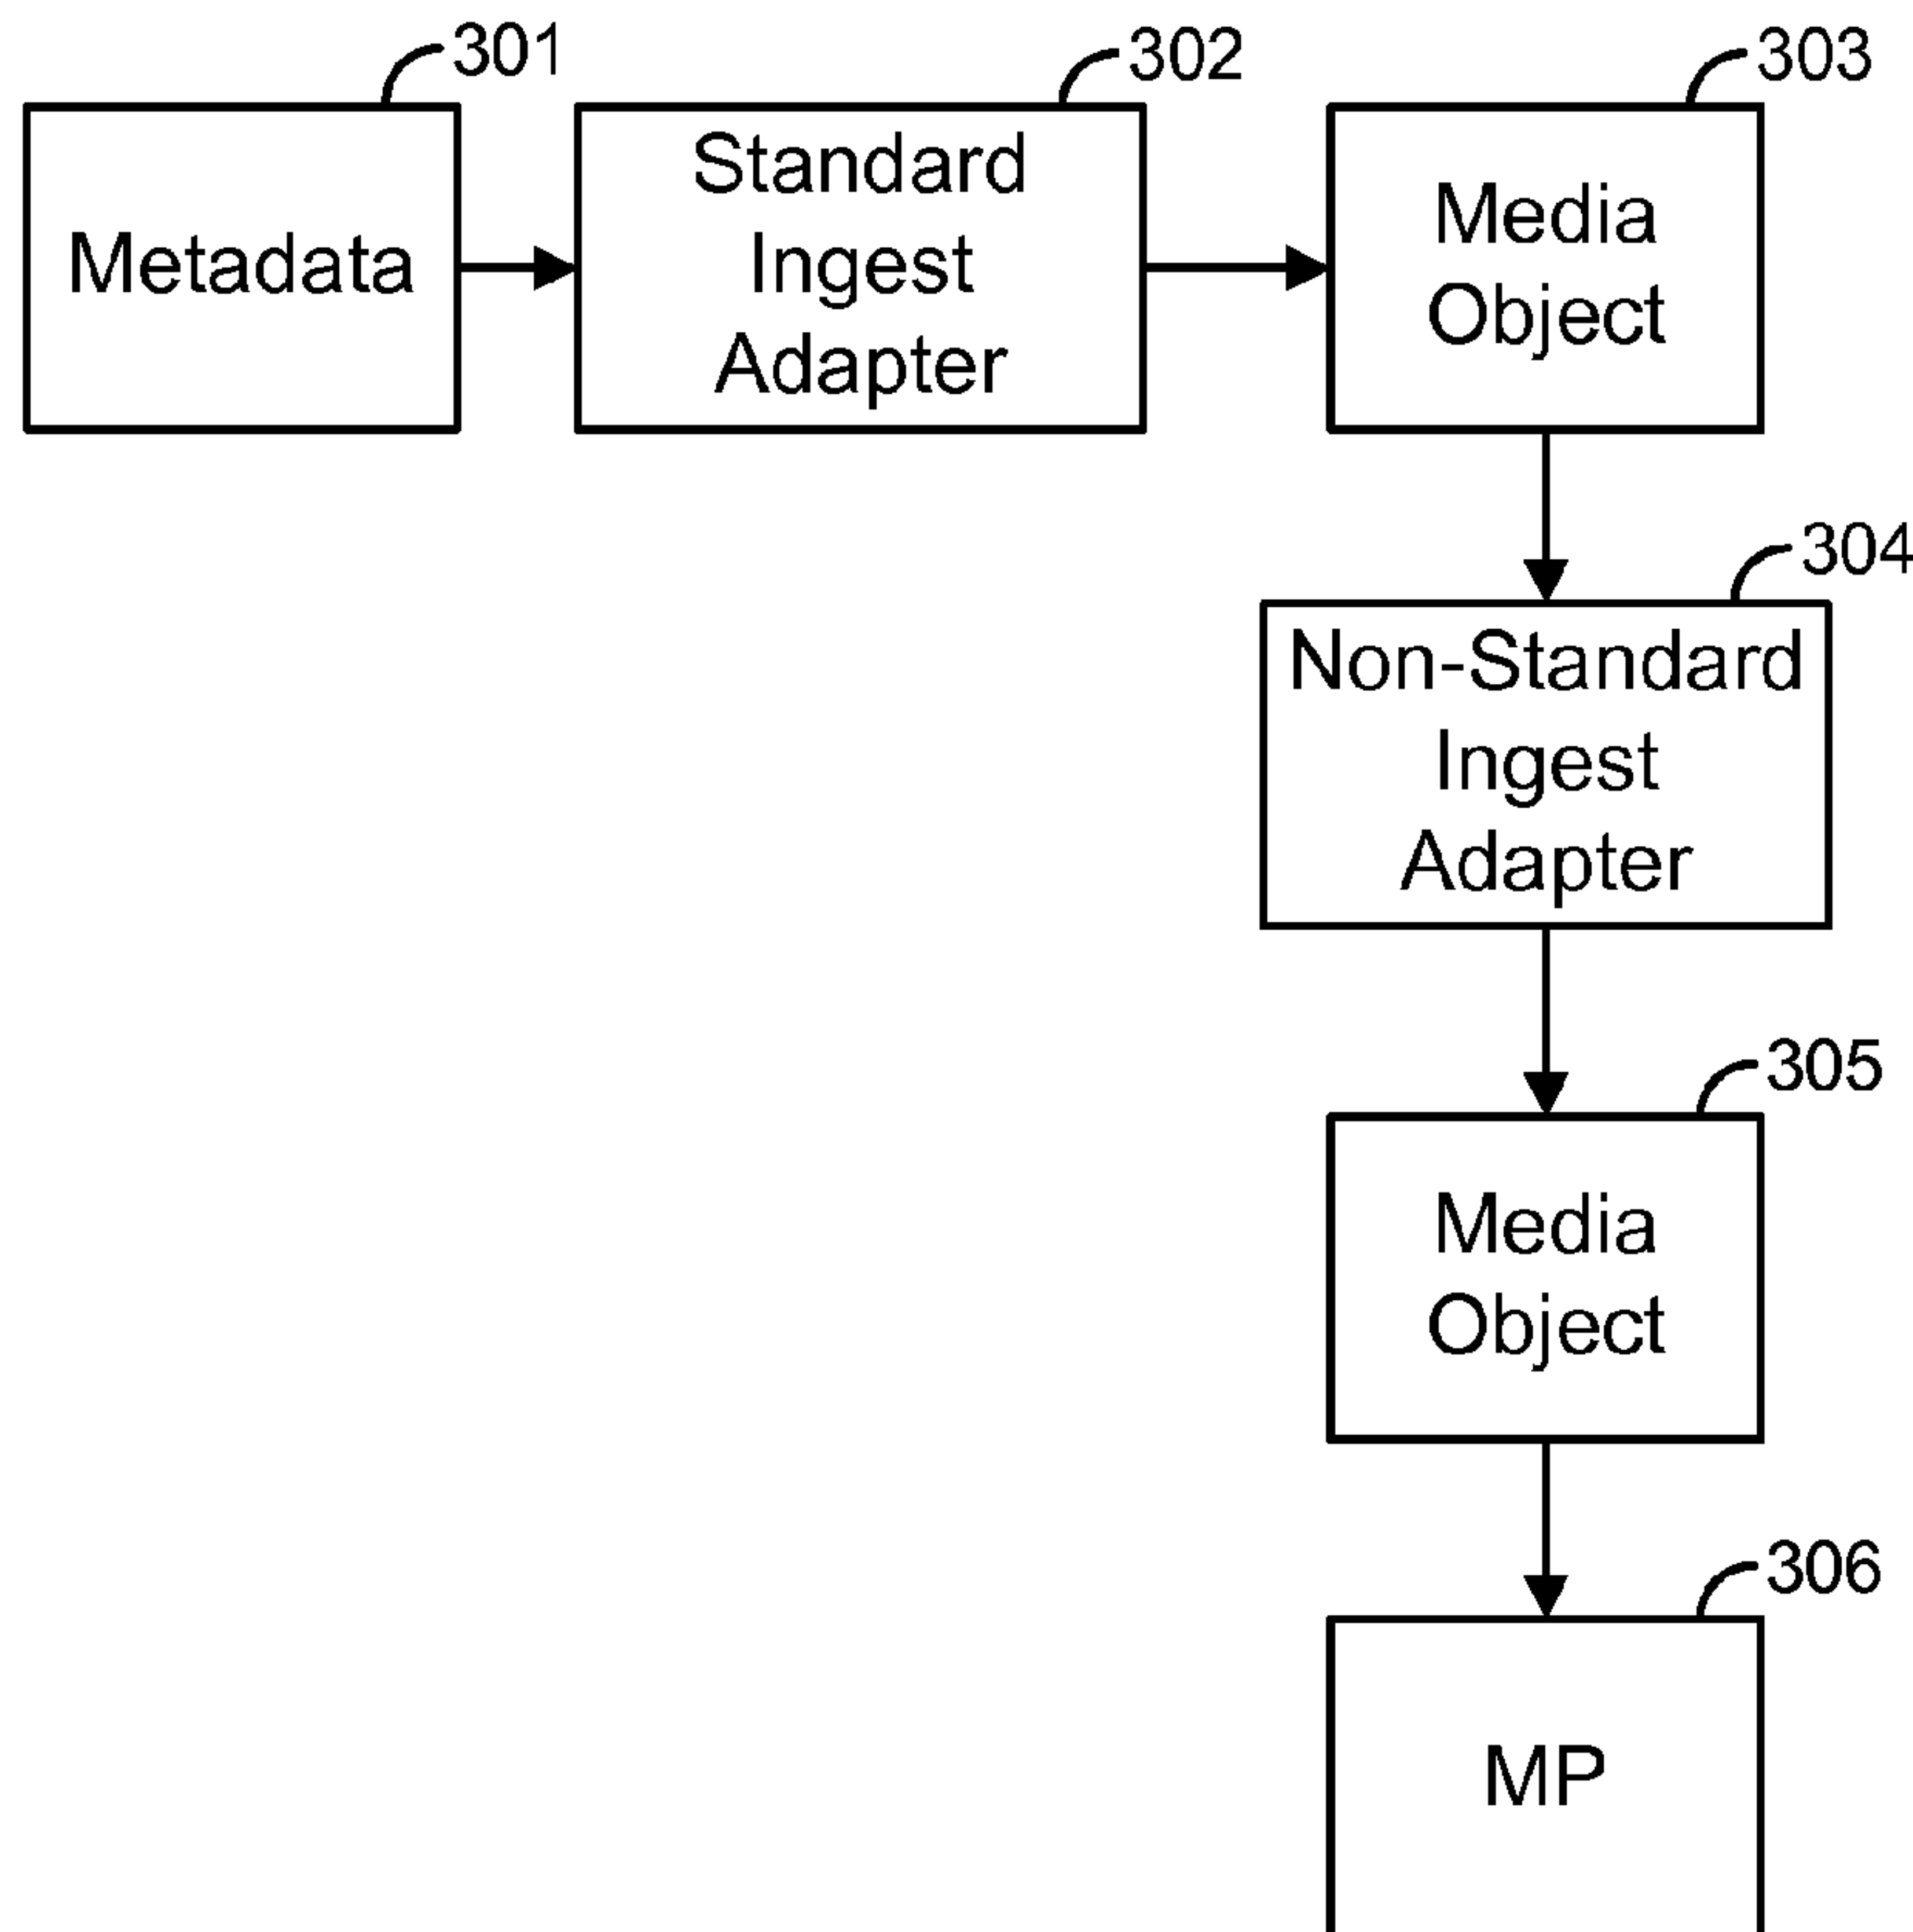 301
302
303
Metadata
Standard
Ingest
Adapter
Media
Object
304
Non-Standard
Ingest
Adapter
305
Media
Object
306
MP